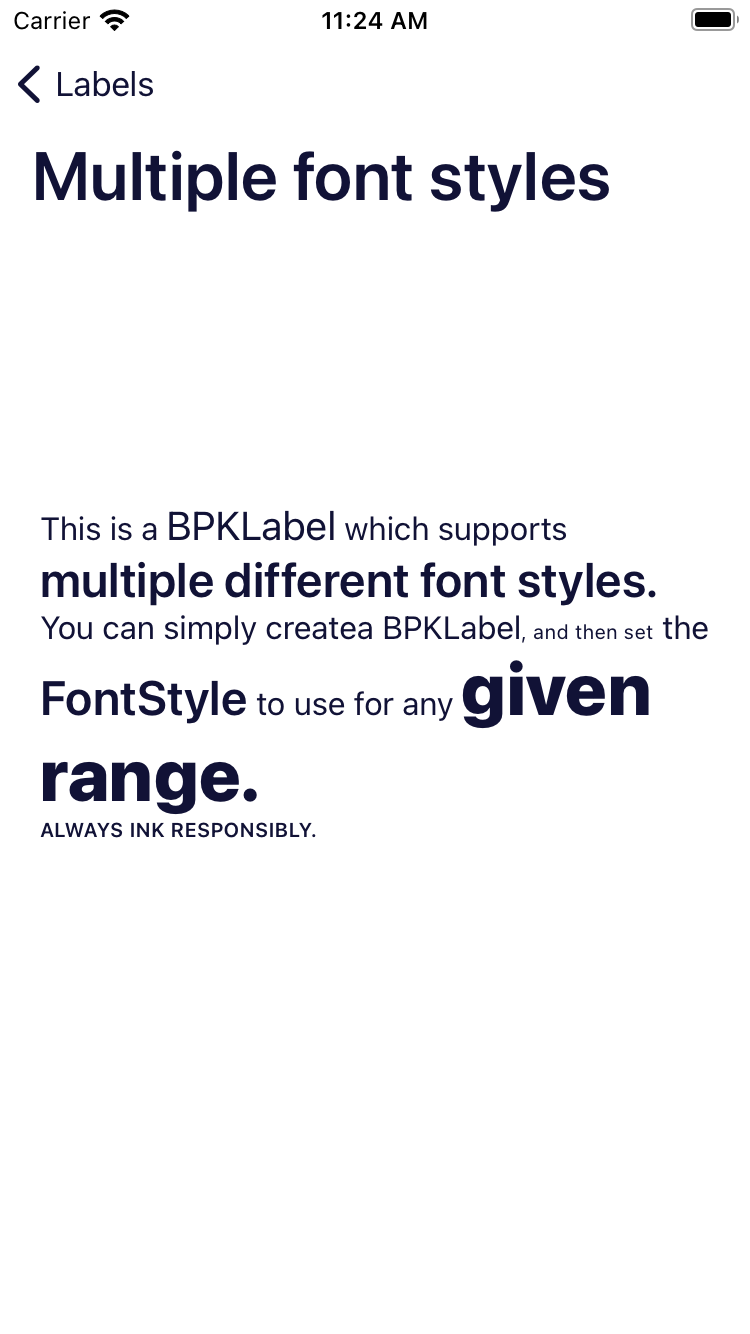 Carrier 11:24 AM
Labels
Multiple font styles
This is a BPKLabel which supports
multiple different font styles.
You can simply createa BPKLabel, and then set the
FontStyle to use for any given
range.
ALWAYS INK RESPONSIBLY.